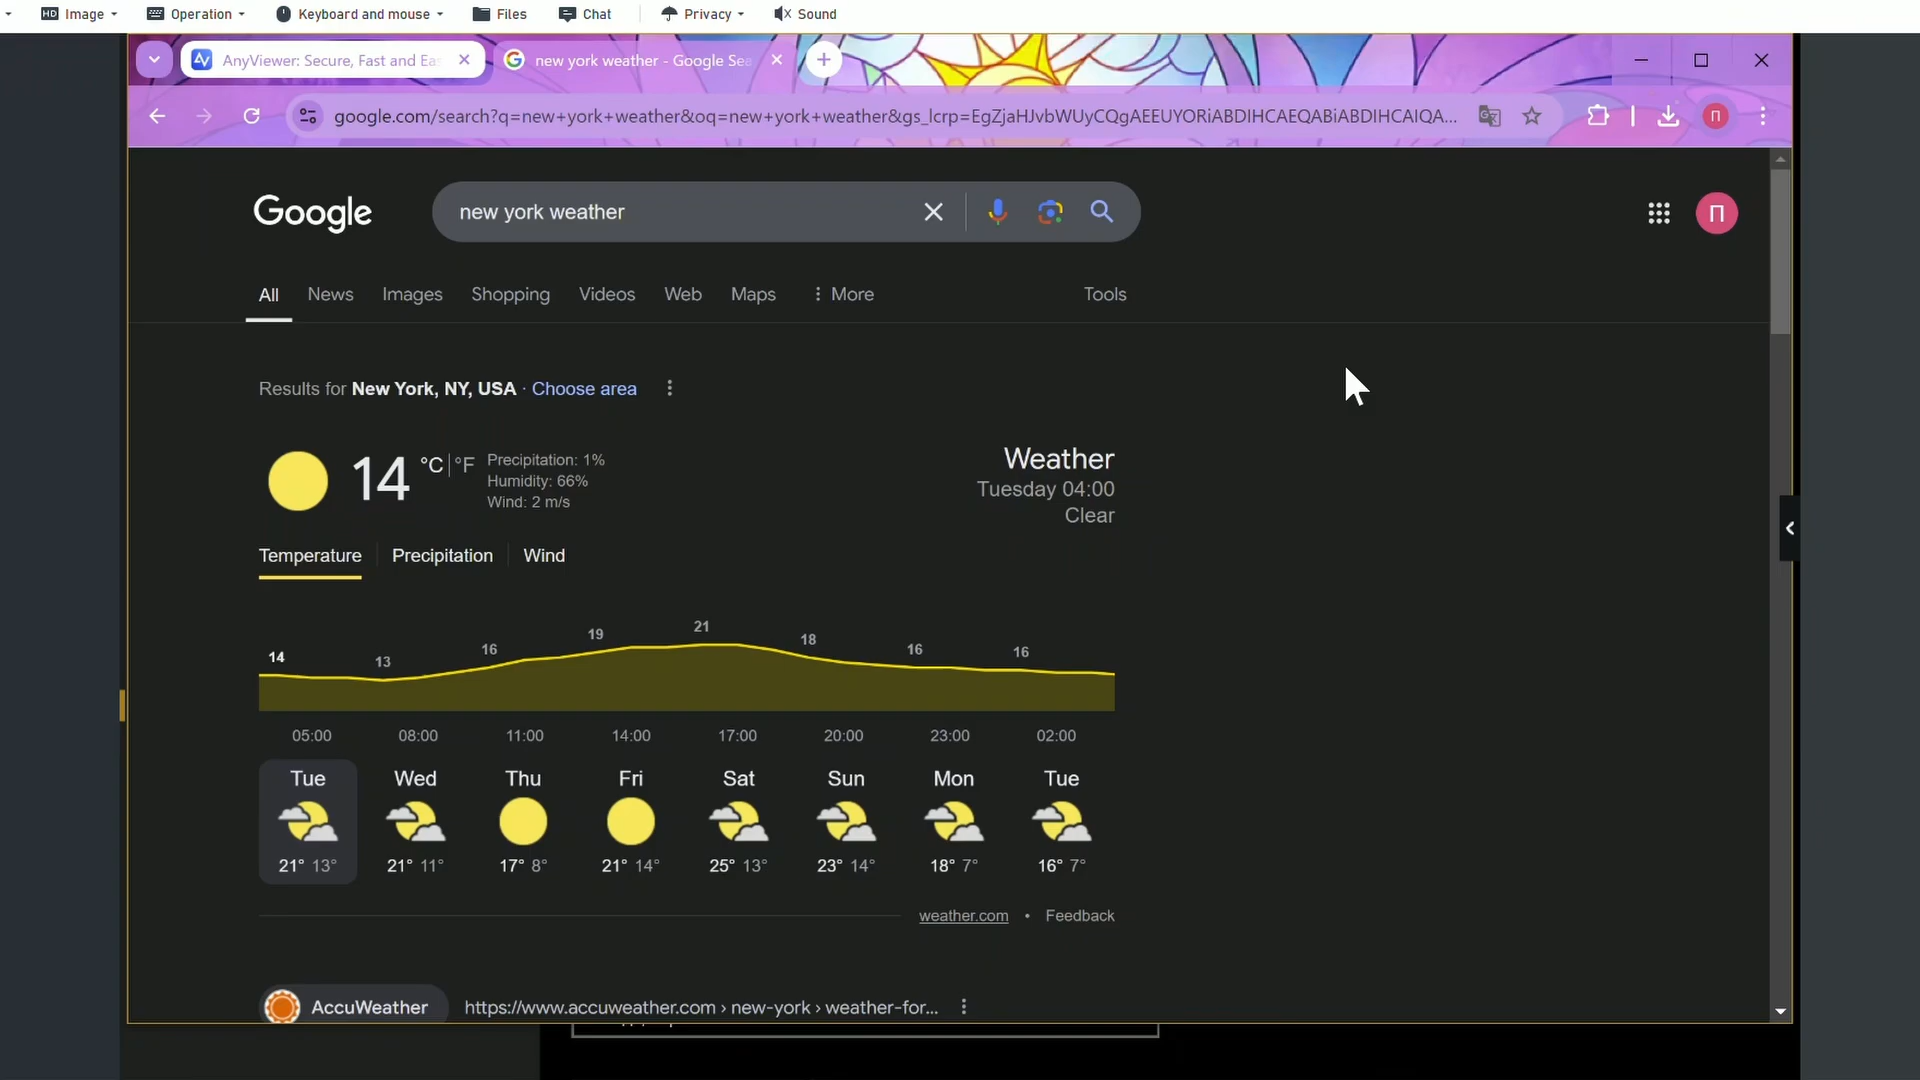 Image Operation Keyboard and mouse Files Chat Privacy Sound
AnyViewer: Secure, Fast and Eas new york weather - Google Sea
google.com/search?q=new+york+weather&oq=new+york+weather&gs_lcrp=EgZjaHJvbWUyCQgAEEUYORiABDIHCAEQABiABDIHCAIQA... П
Google new york weather П
All News Images Shopping Videos Web Maps More Tools
Results for New York, NY, USA · Choose area
14 °C | °F
Precipitation: 1%
Humidity: 66%
Wind: 2 m/s
Weather
Tuesday 04:00
Clear
Temperature Precipitation Wind
14 13 16 19 21 18 16 16
05:00 08:00 11:00 14:00 17:00 20:00 23:00 02:00
Tue Wed Thu Fri Sat Sun Mon Tue
21° 13° 21° 11° 17° 8° 21° 14° 25° 13° 23° 14° 18° 7° 16° 7°
weather.com • Feedback
AccuWeather https://www.accuweather.com › new-york › weather-for...